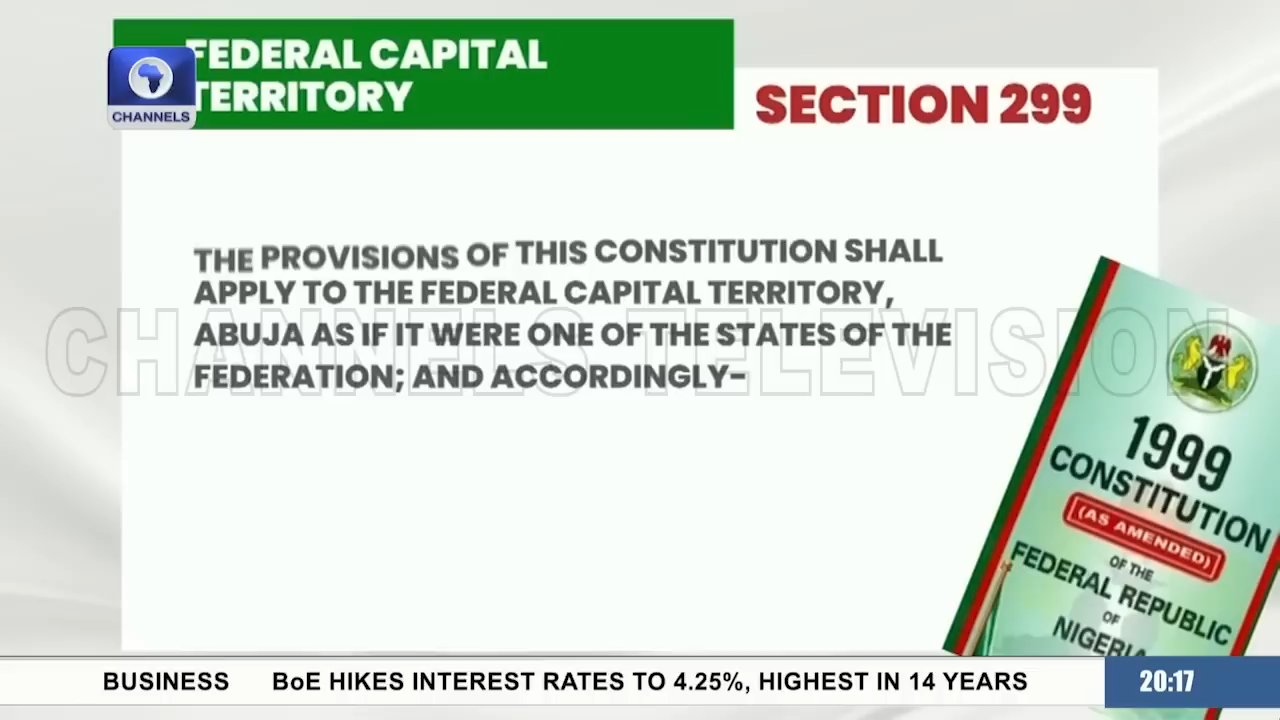 FEDERAL CAPITAL
TERRITORY
CHANNELS
SECTION 299
THE PROVISIONS OF THIS CONSTITUTION SHALL
APPLY TO THE FEDERAL CAPITAL TERRITORY,
ABUJA AS IF IT WERE ONE OF THE STATES OF THE
FEDERATION; AND ACCORDINGLY-
CHANNELS TELEVISION
1999
CONSTITUTION
(AS AMENDED)
OF THE
FEDERAL REPUBLIC
OF
NIGERIA
BUSINESS BoE HIKES INTEREST RATES TO 4.25%, HIGHEST IN 14 YEARS
20:17